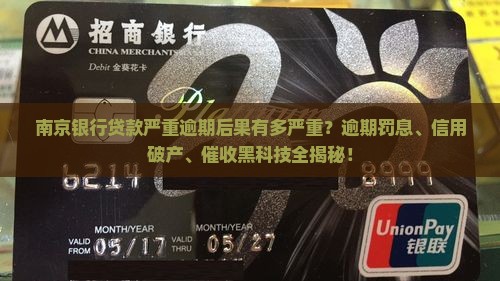 招商银行
CHINA MERCHANTS
Debit 金葵花卡
南京银行贷款严重逾期后果有多严重？逾期罚息、信用
破产、催收黑科技全揭秘！
6214
8999
MONTH/YEAR
MONTH/YEAR
VALID FROM 05/17 VALID THRU 05/27
UnionPay
银联